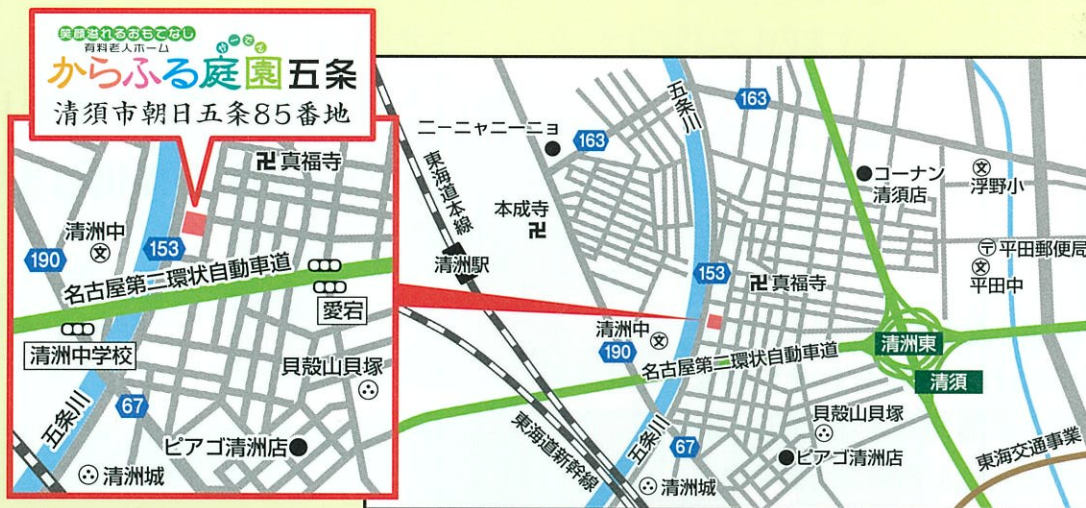 笑顔溢れるおもてなし
有料老人ホーム
からふる庭園五条
がーでん
清須市朝日五条85番地
卍真福寺
清洲中
文
153
190
名古屋第二環状自動車道
愛宕
清洲中学校
貝殻山貝塚
67
五条川
ピアゴ清洲店
清洲城
五条川
163
ニーニャニーニョ
163
東海道本線
コーナン
清須店
文
浮野小
本成寺
卍
清洲駅
153
〒平田郵便局
文
平田中
卍真福寺
清洲中
文
190
清洲東
名古屋第二環状自動車道
清須
貝殻山貝塚
五条川
67
ピアゴ清洲店
東海道新幹線
清洲城
東海交通事業